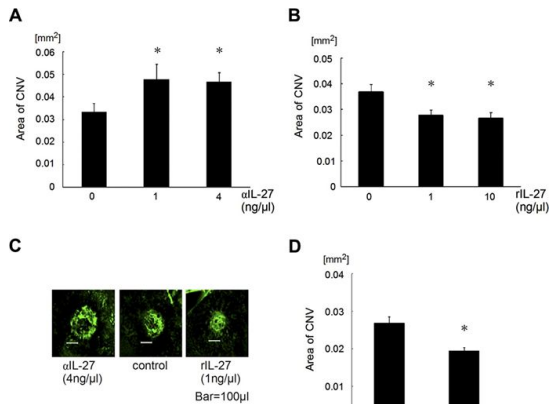 A
[mm2]
Area of CNV
0.06
0.05
0.04
0.03
0.02
0.01
0
*
*
0
1
4
αIL-27
(ng/μl)
B
[mm2]
Area of CNV
0.05
0.04
0.03
0.02
0.01
0
*
*
0
1
10
rIL-27
(ng/μl)
C
αIL-27
(4ng/μl)
control
rIL-27
(1ng/μl)
Bar=100μl
D
[mm2]
Area of CNV
0.04
0.03
0.02
0.01
*